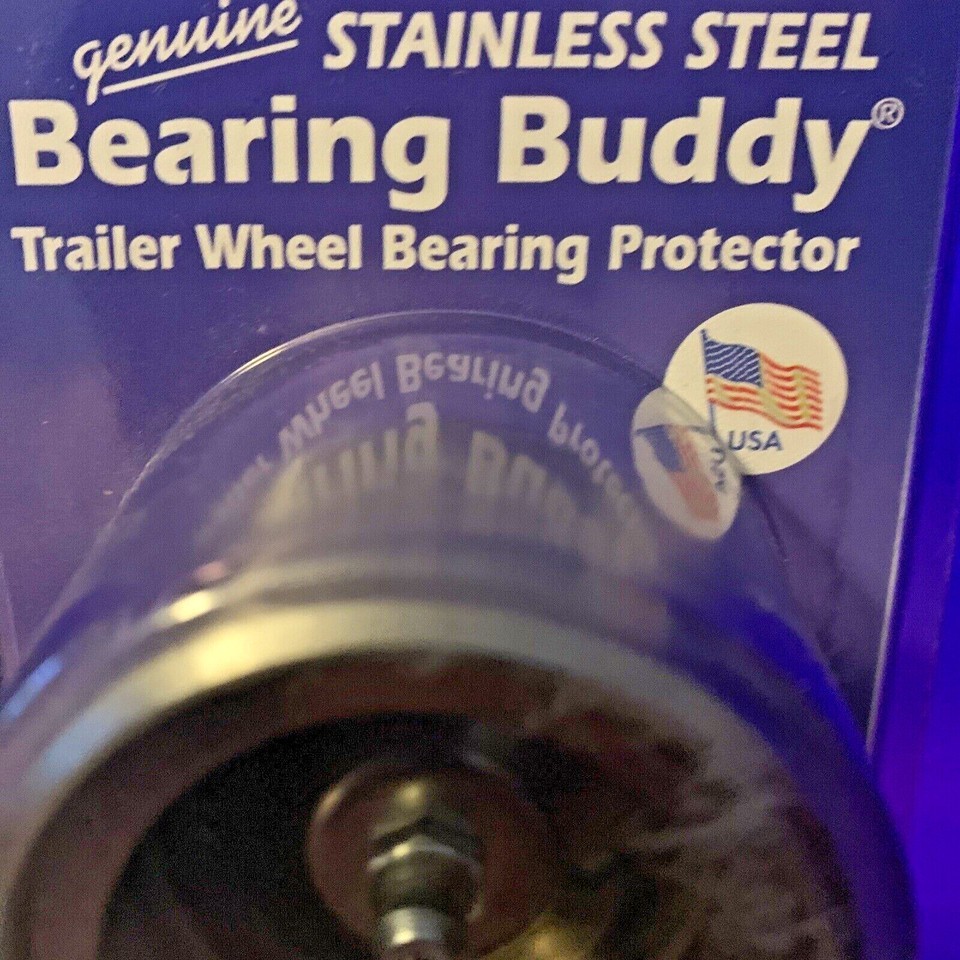 genuine STAINLESS STEEL
Bearing Buddy®
Trailer Wheel Bearing Protector
USA